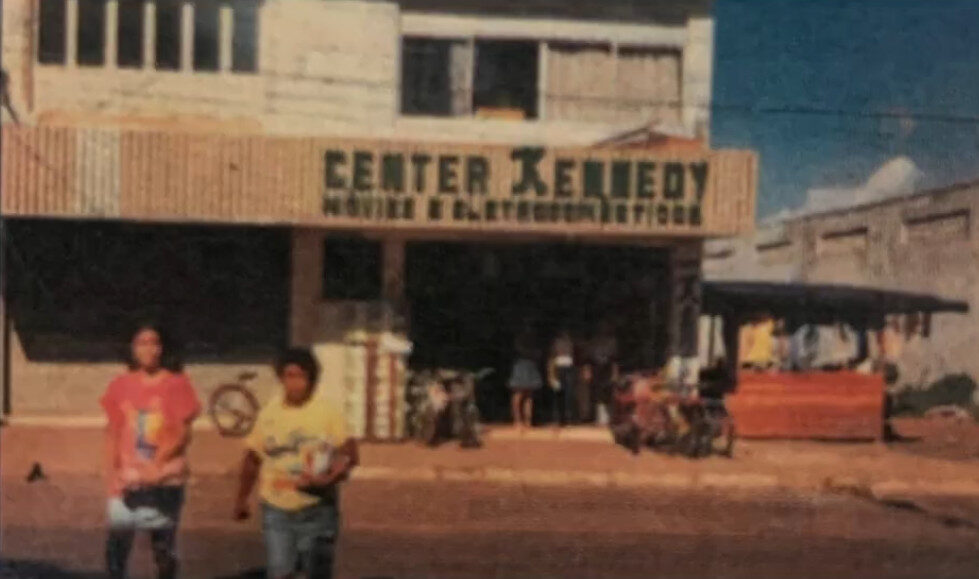 CENTER KENNEDY
MÓVEIS E ELETRODOMÉSTICOS